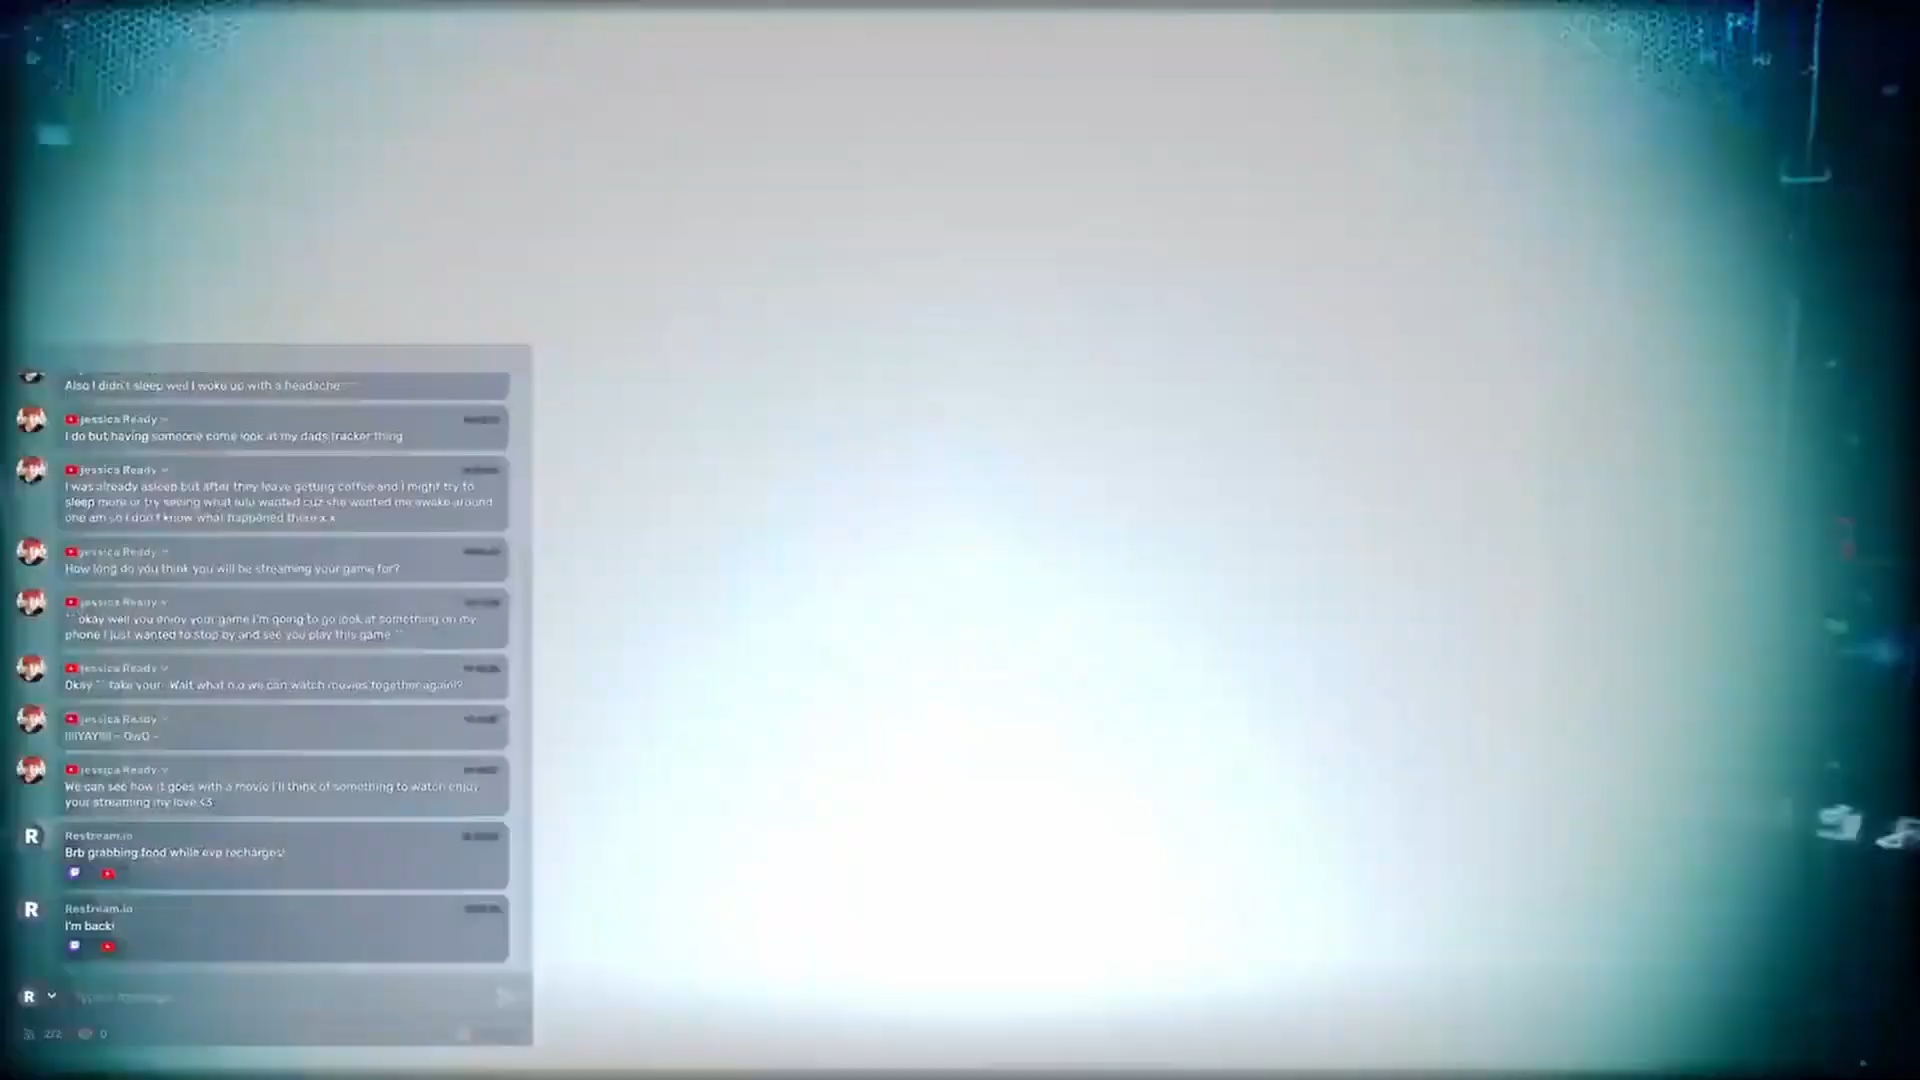 Also I didn't sleep well I woke up with a headache
jessica Ready
I do but having someone come look at my dads tracker thing
jessica Ready
I was already asleep but after they leave getting coffee and I might try to
sleep more or try seeing what lulu wanted cuz she wanted me awake around
one am so I don't know what happened there x x
jessica Ready
How long do you think you will be streaming your game for?
jessica Ready
okay well you enjoy your game I'm going to go look at something on my
phone I just wanted to stop by and see you play this game
jessica Ready
Okay ^^ take your- Wait what o.o we can watch movies together again!?
jessica Ready
!!!!!YAY!!!!! ~ OwO ~
jessica Ready
We can see how it goes with a movie I'll think of something to watch enjoy
your streaming my love <3
R
Restream.io
Brb grabbing food while evp recharges!
R
Restream.io
I'm back!
R
2/2 0